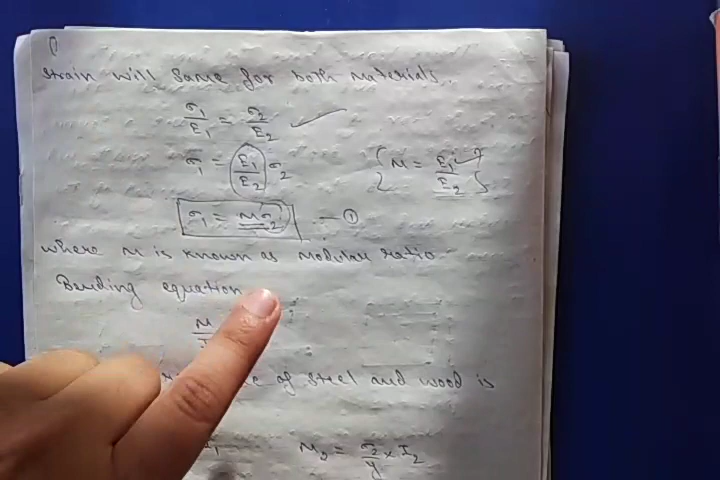 strain will same for both materials.
σ₁/E₁ = σ₂/E₂
σ₁ = E₁/E₂ σ₂ { M = E₁/E₂ }
σ₁ = Mσ₂ — ①
where M is known as modular ratio
Bending equation
M
of steel and wood is
M₂ = σ₂/y × I₂